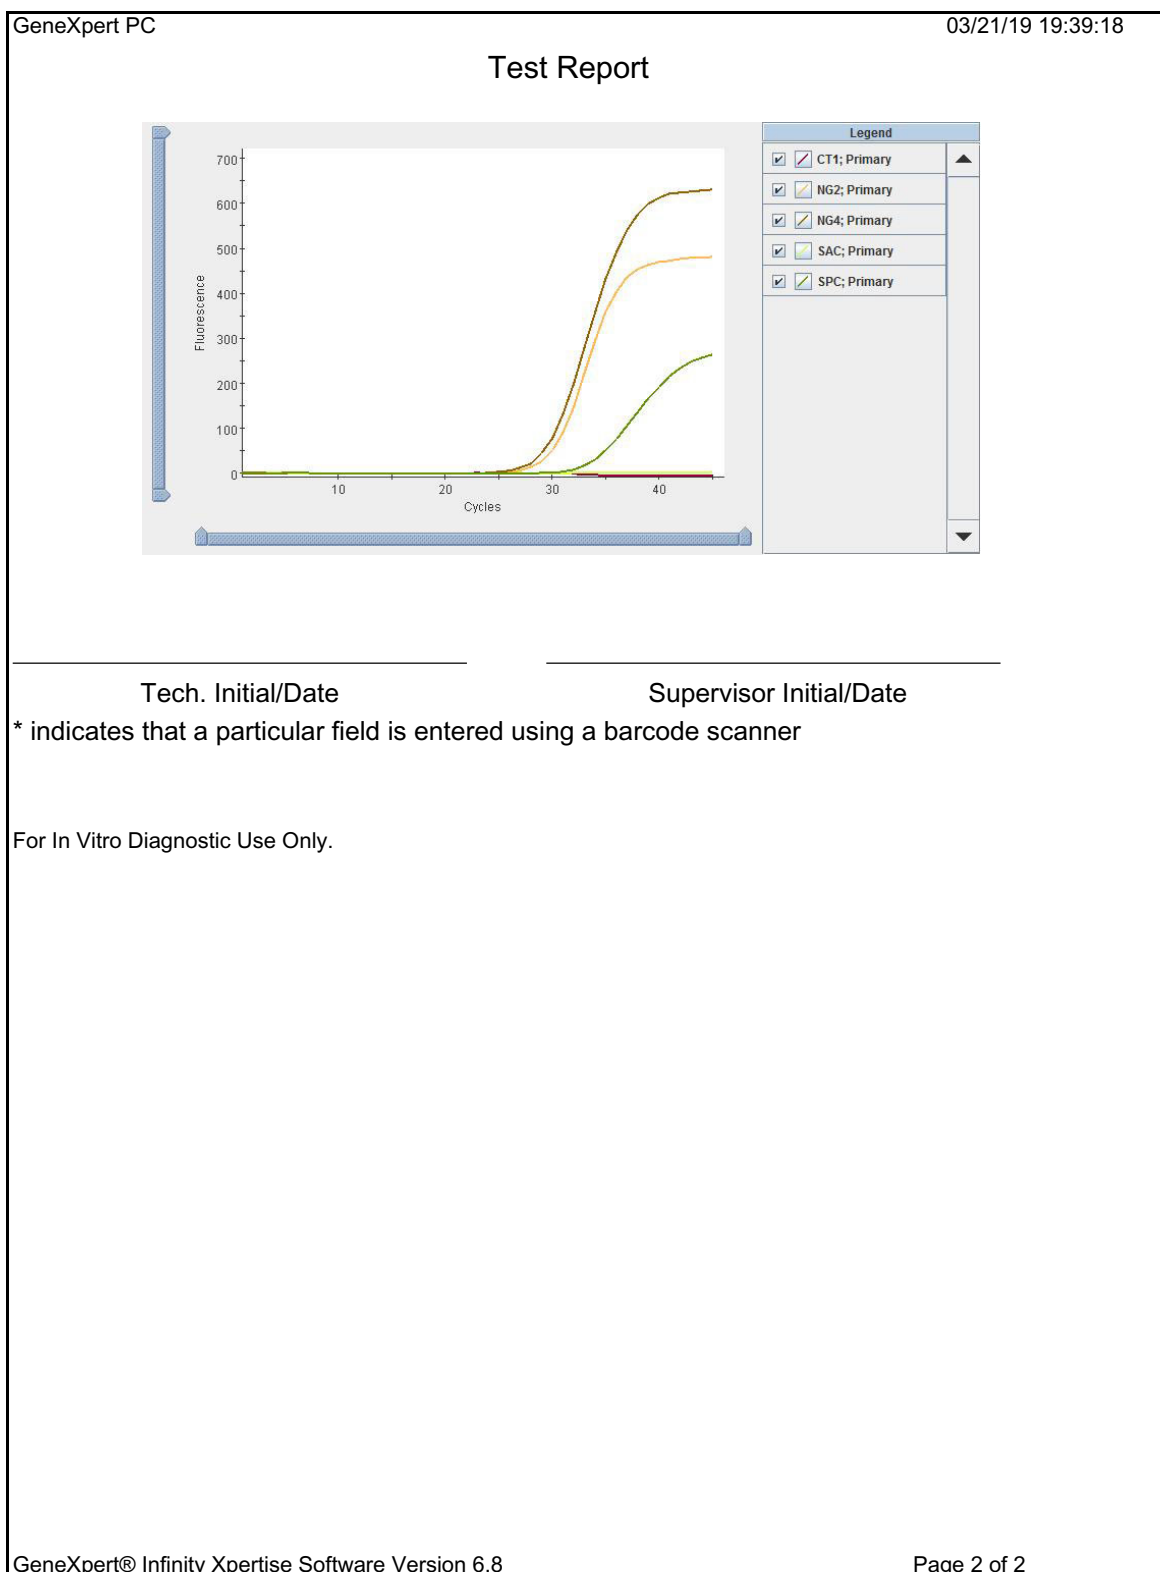 GeneXpert PC 03/21/19 19:39:18
Test Report
Legend
CT1; Primary
NG2; Primary
NG4; Primary
SAC; Primary
SPC; Primary
700
600
500
400
300
200
100
0
Fluorescence
10 20 30 40
Cycles
Tech. Initial/Date Supervisor Initial/Date
* indicates that a particular field is entered using a barcode scanner
For In Vitro Diagnostic Use Only.
GeneXpert® Infinity Xpertise Software Version 6.8 Page 2 of 2